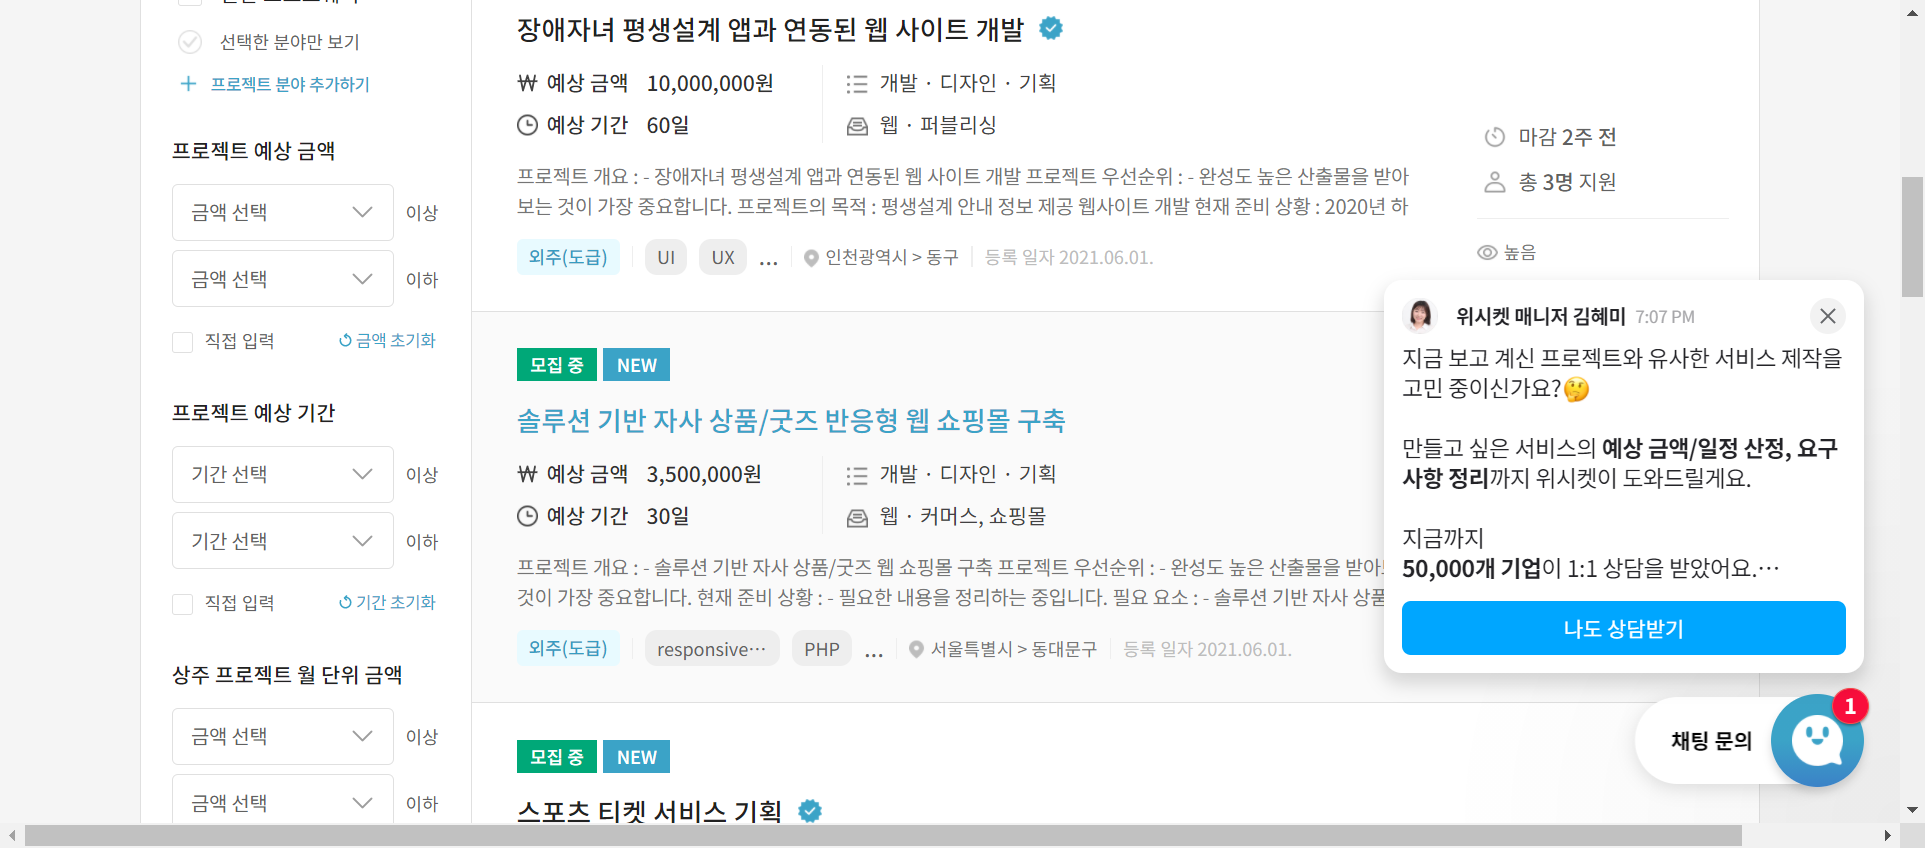 선택한 분야만 보기
프로젝트 분야 추가하기
프로젝트 예상 금액
금액 선택 이상
금액 선택 이하
직접 입력 금액 초기화
프로젝트 예상 기간
기간 선택 이상
기간 선택 이하
직접 입력 기간 초기화
상주 프로젝트 월 단위 금액
금액 선택 이상
금액 선택 이하
장애자녀 평생설계 앱과 연동된 웹 사이트 개발
₩ 예상 금액 10,000,000원
개발 · 디자인 · 기획
예상 기간 60일
웹 · 퍼블리싱
프로젝트 개요 : - 장애자녀 평생설계 앱과 연동된 웹 사이트 개발 프로젝트 우선순위 : - 완성도 높은 산출물을 받아
보는 것이 가장 중요합니다. 프로젝트의 목적 : 평생설계 안내 정보 제공 웹사이트 개발 현재 준비 상황 : 2020년 하
외주(도급) UI UX ... 인천광역시 > 동구 등록 일자 2021.06.01.
마감 2주 전
총 3명 지원
높음
모집 중 NEW
솔루션 기반 자사 상품/굿즈 반응형 웹 쇼핑몰 구축
₩ 예상 금액 3,500,000원
개발 · 디자인 · 기획
예상 기간 30일
웹 · 커머스, 쇼핑몰
프로젝트 개요 : - 솔루션 기반 자사 상품/굿즈 웹 쇼핑몰 구축 프로젝트 우선순위 : - 완성도 높은 산출물을
것이 가장 중요합니다. 현재 준비 상황 : - 필요한 내용을 정리하는 중입니다. 필요 요소 : - 솔루션 기반 자사 상품
외주(도급) responsive··· PHP ... 서울특별시 > 동대문구 등록 일자 2021.06.01.
모집 중 NEW
스포츠 티켓 서비스 기획
위시켓 매니저 김혜미 7:07 PM
지금 보고 계신 프로젝트와 유사한 서비스 제작을
고민 중이신가요?🤔
만들고 싶은 서비스의 예상 금액/일정 산정, 요구
사항 정리까지 위시켓이 도와드릴게요.
지금까지
50,000개 기업이 1:1 상담을 받았어요.···
나도 상담받기
채팅 문의
1